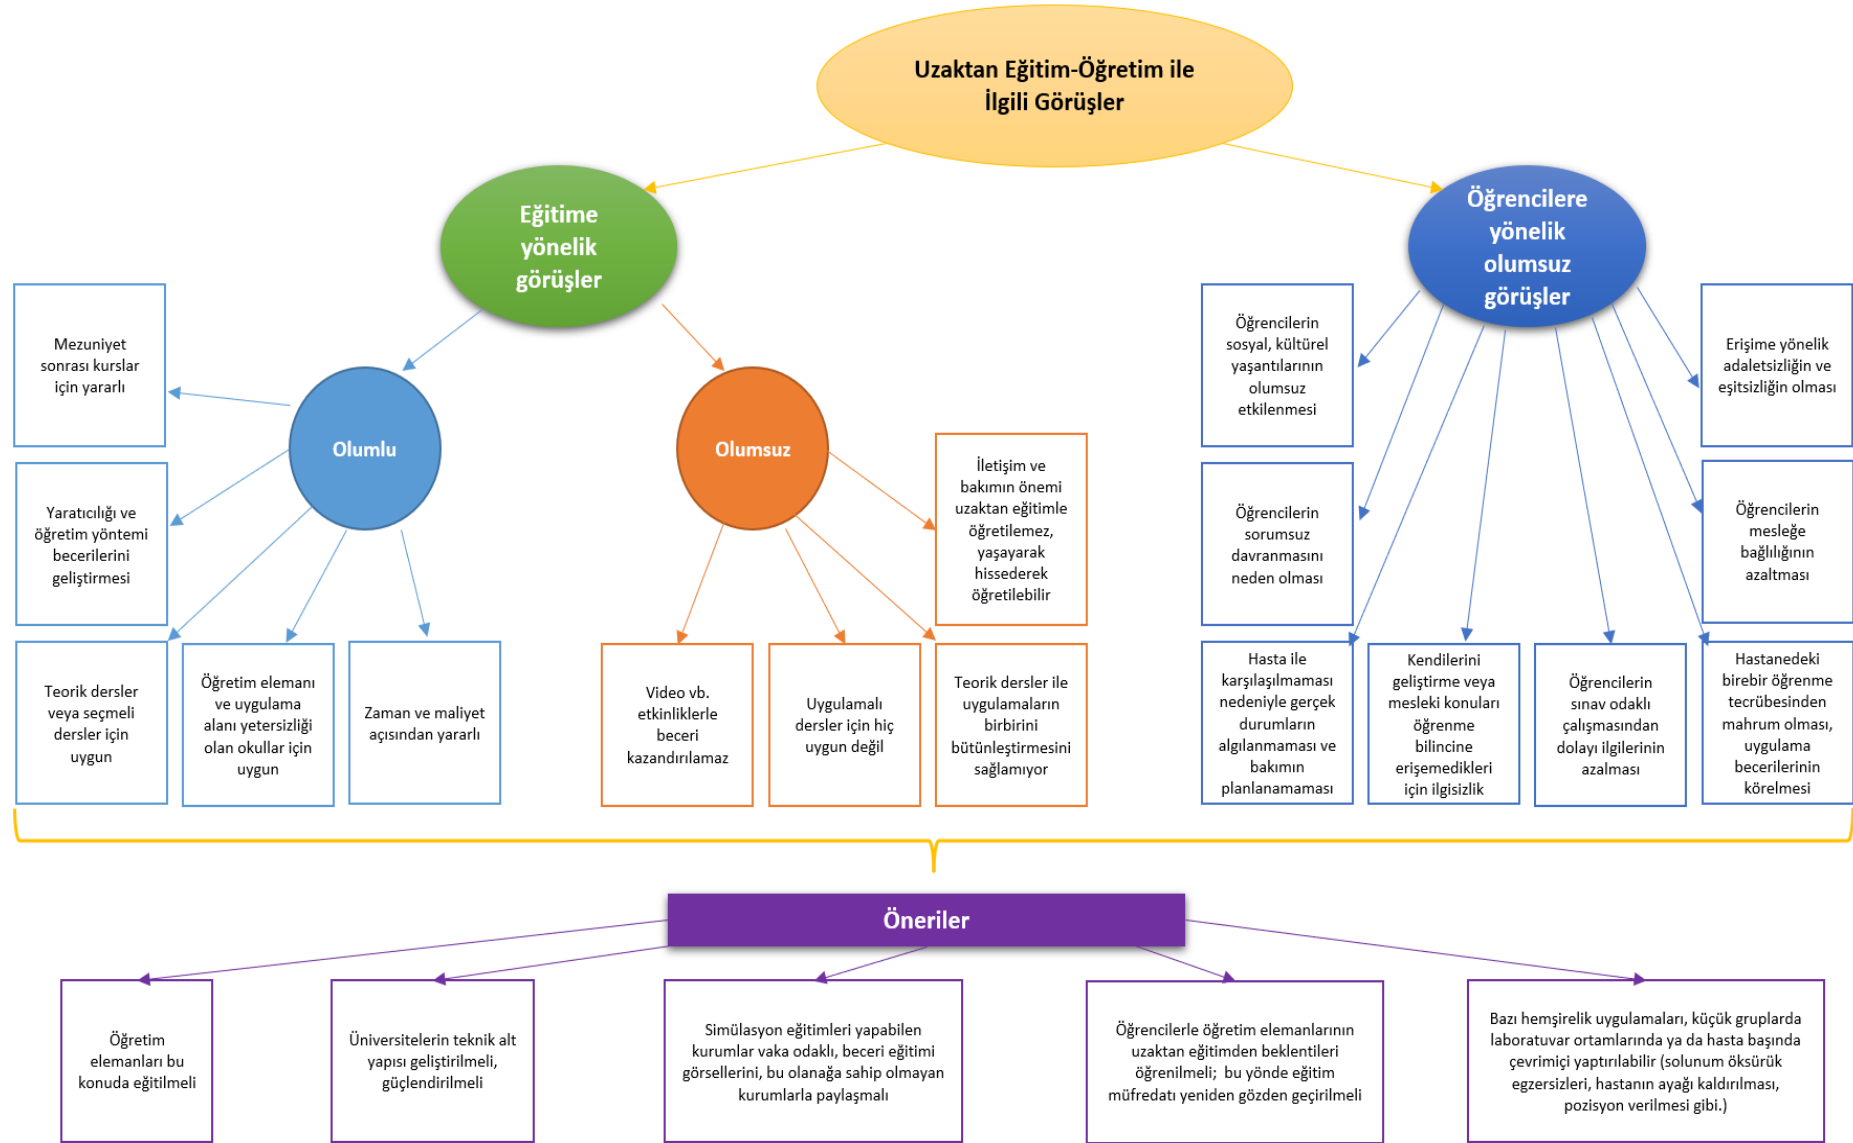 Uzaktan Eğitim-Öğretim ile
İlgili Görüşler
Eğitime
yönelik
görüşler
Öğrencilere
yönelik
olumsuz
görüşler
Mezuniyet
sonrası kurslar
için yararlı
Olumlu
Olumsuz
Yaratıcılığı ve
öğretim yöntemi
becerilerini
geliştirmesi
Teorik dersler
veya seçmeli
dersler için
uygun
Öğretim elemanı
ve uygulama
alanı yetersizliği
olan okullar için
uygun
Zaman ve maliyet
açısından yararlı
İletişim ve
bakımın önemi
uzaktan eğitimle
öğretilemez,
yaşayarak
hissederek
öğretilebilir
Video vb.
etkinliklerle
beceri
kazandırılamaz
Uygulamalı
dersler için hiç
uygun değil
Teorik dersler ile
uygulamaların
birbirini
bütünleştirmesini
sağlamıyor
Öğrencilerin
sosyal, kültürel
yaşantılarının
olumsuz
etkilenmesi
Erişime yönelik
adaletsizliğin ve
eşitsizliğin olması
Öğrencilerin
sorumsuz
davranmasını
neden olması
Öğrencilerin
mesleğe
bağlılığının
azaltması
Hasta ile
karşılaşılmaması
nedeniyle gerçek
durumların
algılanmaması ve
bakımın
planlanamaması
Kendilerini
geliştirme veya
mesleki konuları
öğrenme
bilincine
erişemedikleri
için ilgisizlik
Öğrencilerin
sınav odaklı
çalışmasından
dolayı ilgilerinin
azalması
Hastanedeki
birebir öğrenme
tecrübesinden
mahrum olması,
uygulama
becerilerinin
körelmesi
Öneriler
Öğretim
elemanları bu
konuda eğitilmeli
Üniversitelerin teknik alt
yapısı geliştirilmeli,
güçlendirilmeli
Simülasyon eğitimleri yapabilen
kurumlar vaka odaklı, beceri eğitimi
görsellerini, bu olanağa sahip olmayan
kurumlarla paylaşmalı
Öğrencilerle öğretim elemanlarının
uzaktan eğitimden beklentileri
öğrenilmeli; bu yönde eğitim
müfredatı yeniden gözden geçirilmeli
Bazı hemşirelik uygulamaları, küçük gruplarda
laboratuvar ortamlarında ya da hasta başında
çevrimiçi yaptırılabilir (solunum öksürük
egzersizleri, hastanın ayağı kaldırılması,
pozisyon verilmesi gibi.)